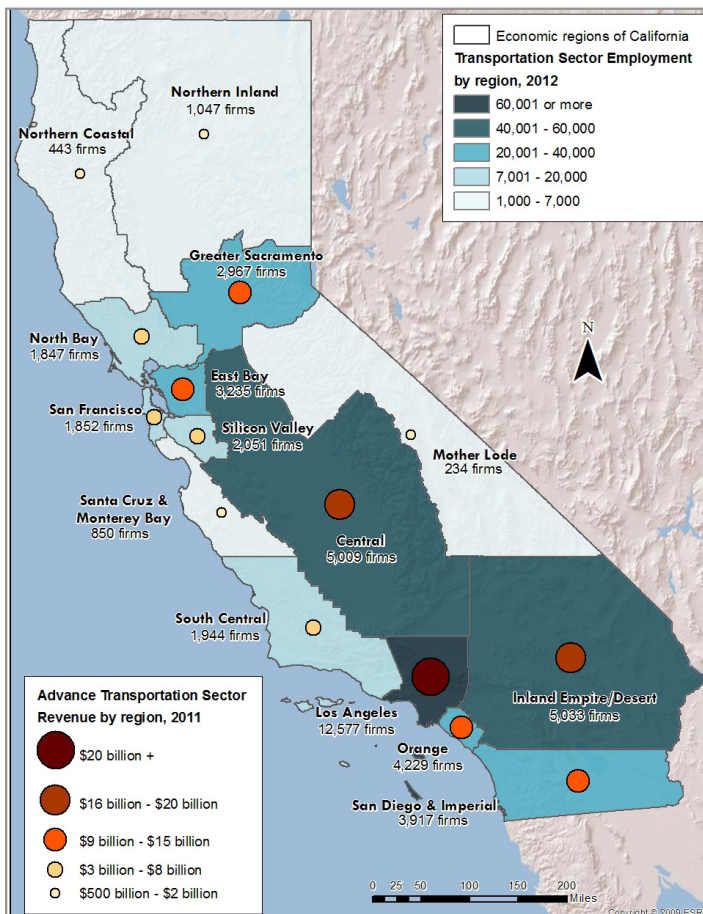 Economic regions of California
Transportation Sector Employment
by region, 2012
60,001 or more
40,001 - 60,000
20,001 - 40,000
7,001 - 20,000
1,000 - 7,000
Northern Inland
1,047 firms
Northern Coastal
443 firms
Greater Sacramento
2,967 firms
North Bay
1,847 firms
N
East Bay
3,235 firms
San Francisco
1,852 firms
Silicon Valley
2,051 firms
Mother Lode
234 firms
Santa Cruz &
Monterey Bay
850 firms
Central
5,009 firms
South Central
1,944 firms
Inland Empire/Desert
5,033 firms
Los Angeles
12,577 firms
Orange
4,229 firms
San Diego & Imperial
3,917 firms
Advance Transportation Sector
Revenue by region, 2011
$20 billion +
$16 billion - $20 billion
$9 billion - $15 billion
$3 billion - $8 billion
$500 billion - $2 billion
0 25 50 100 150 200
Miles
Copyright © 2009 ESR